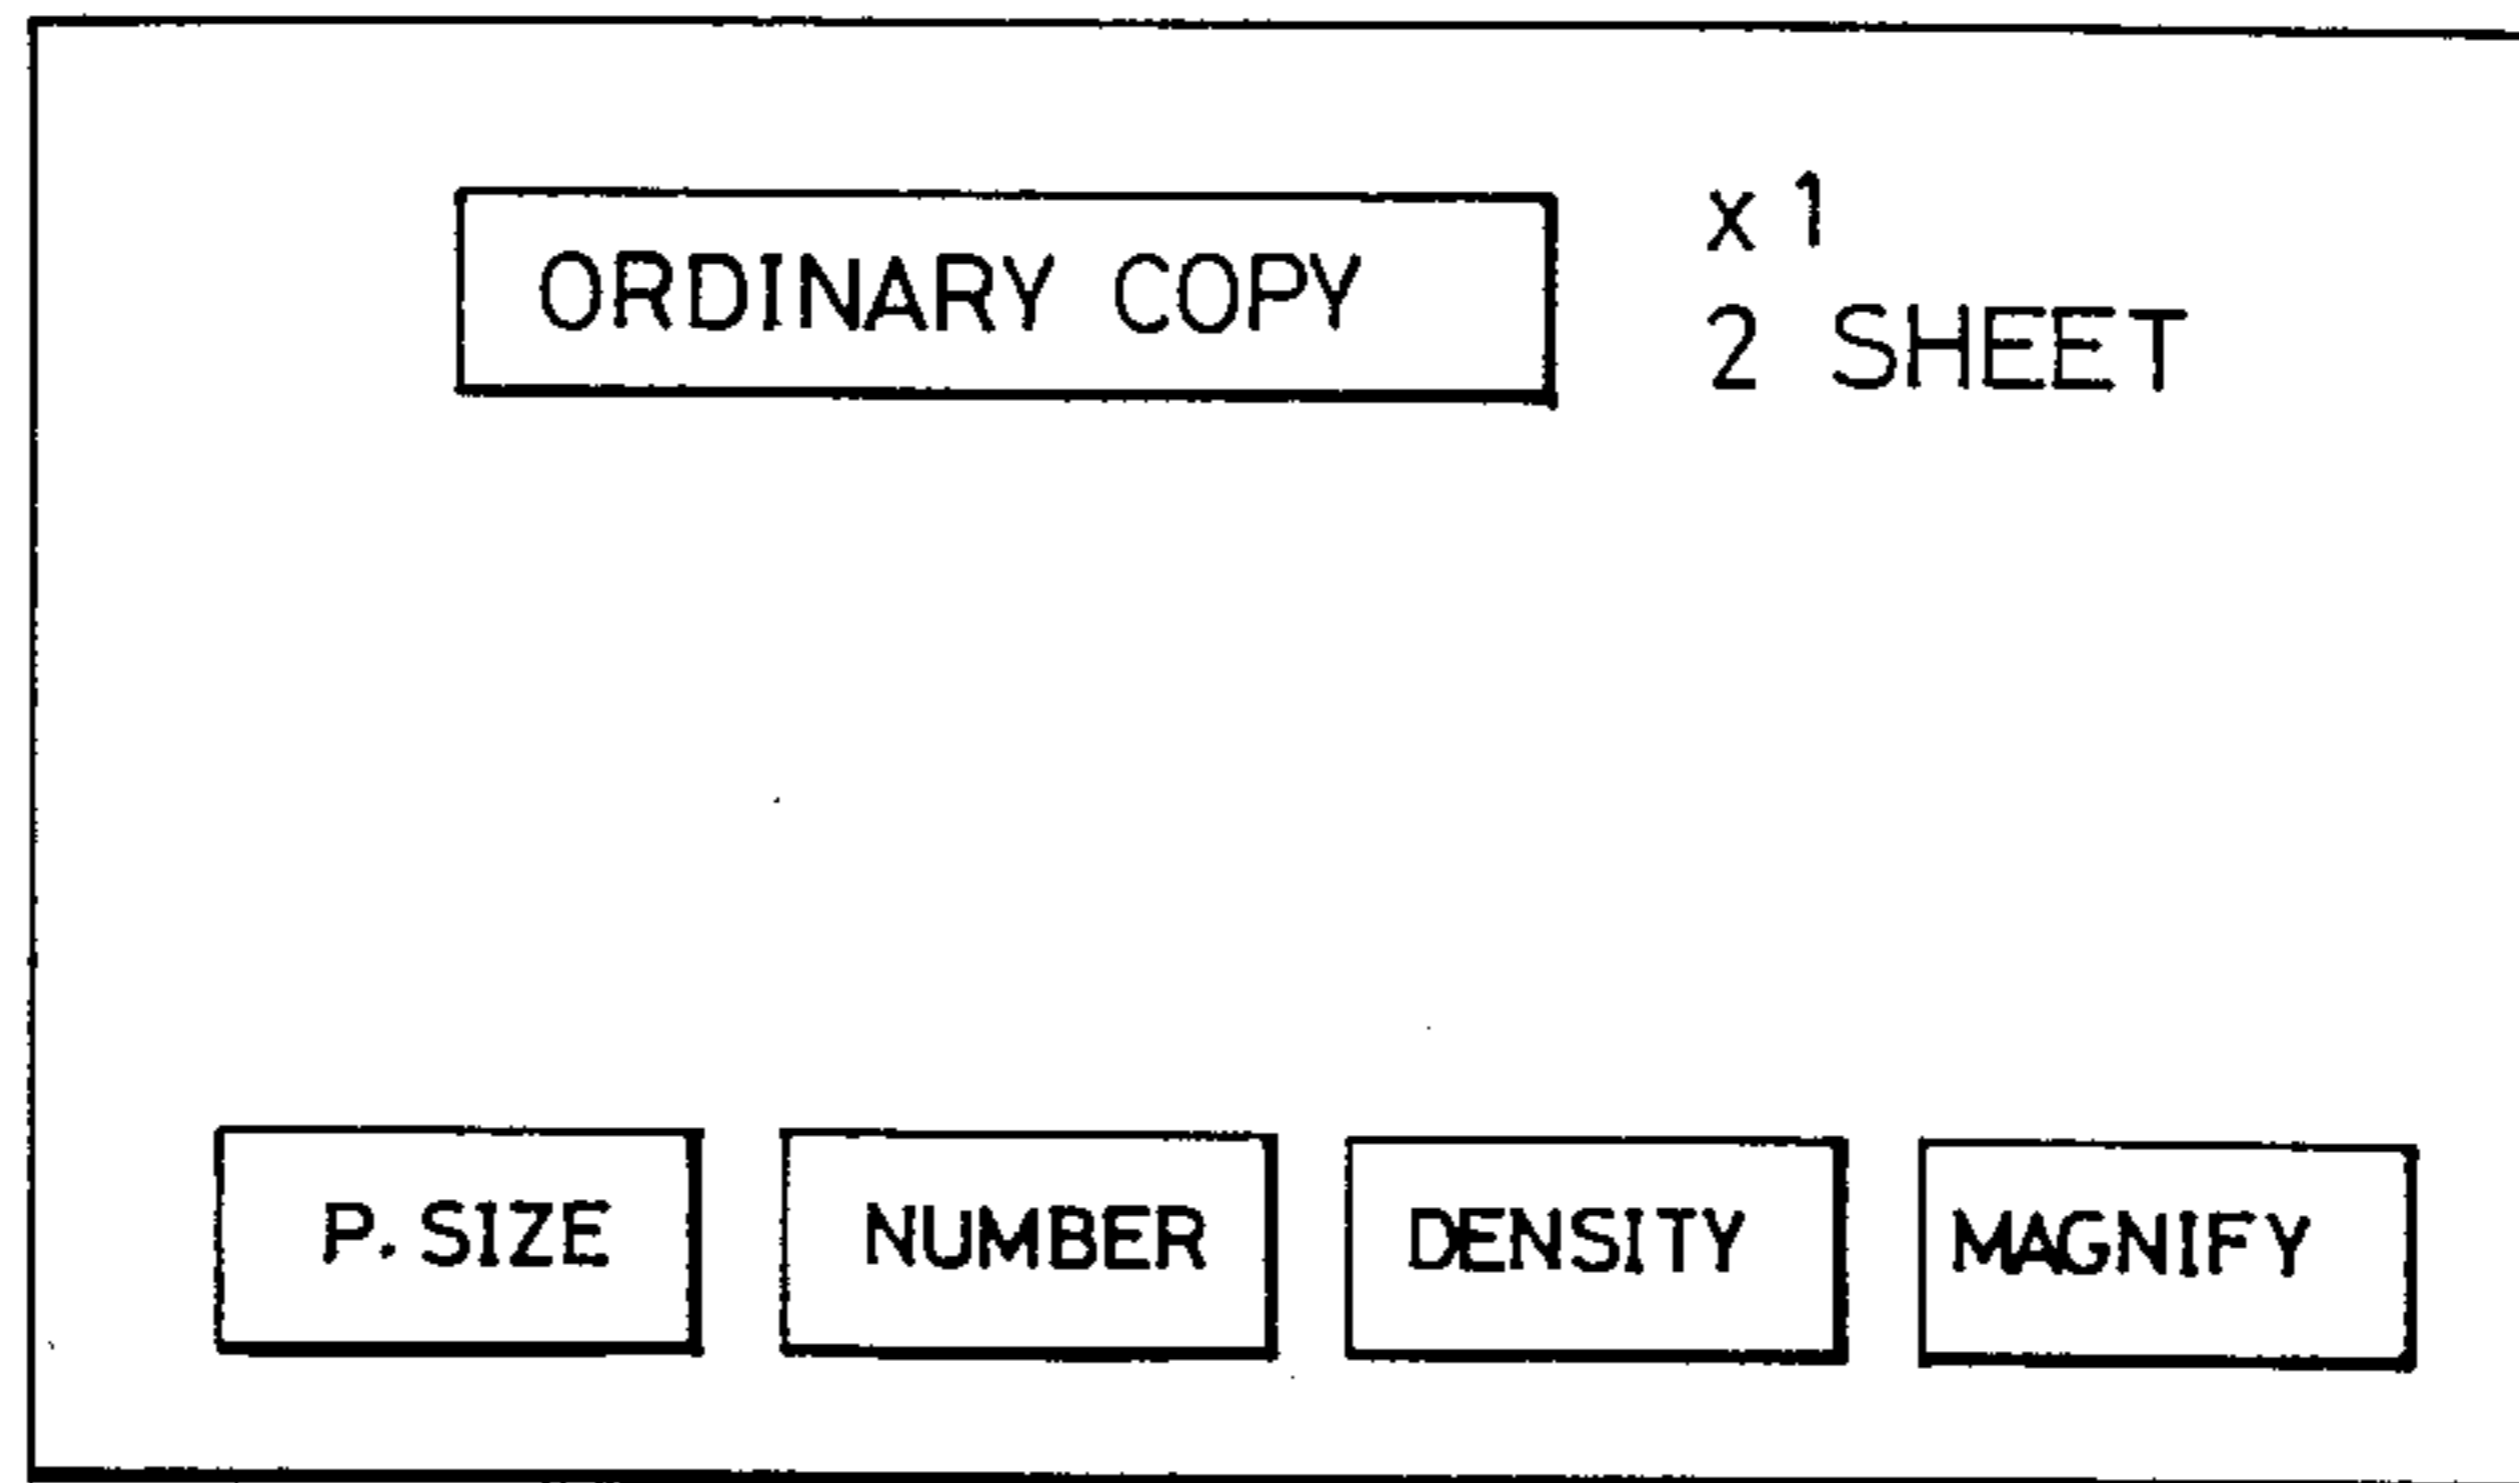 ORDINARY COPY
x 1
2 SHEET
P. SIZE
NUMBER
DENSITY
MAGNIFY